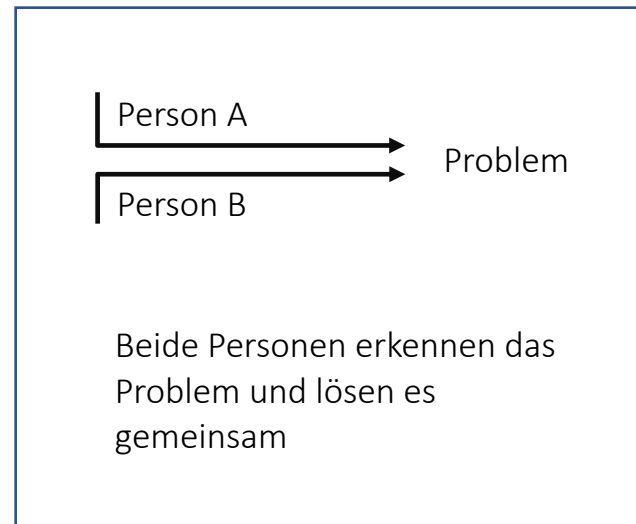 Person A
Problem
Person B
Beide Personen erkennen das
Problem und lösen es
gemeinsam